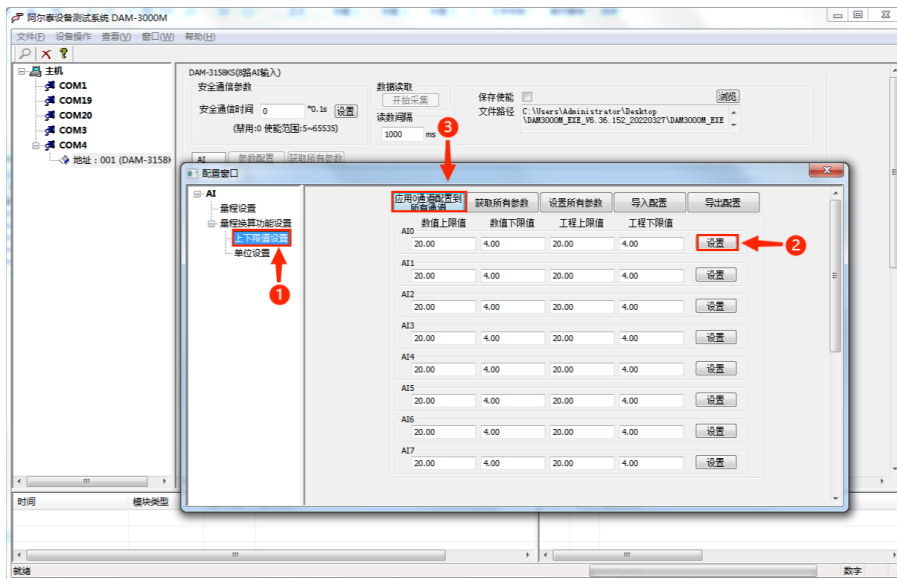 阿尔泰设备测试系统 DAM-3000M
文件(F) 设备操作 查看(V) 窗口(W) 帮助(H)
主机
COM1
COM19
COM20
COM3
COM4
地址：001 (DAM-3158K
DAM-3158KS(8路AI输入)
安全通信参数
安全通信时间 0 *0.1s 设置
(禁用:0 使能范围:5~65535)
数据读取
开始采集
读数间隔
1000 ms
保存使能 浏览
文件路径 C:\Users\Administrator\Desktop
\DAM3000M_EXE_V6.36.152_20220327\DAM3000M_EXE
AI 参数配置 获取所有参数
3
配置窗口
AI
量程设置
量程换算功能设置
上下限值设置
单位设置
1
应用0通道配置到所有通道 获取所有参数 设置所有参数 导入配置 导出配置
数值上限值 数值下限值 工程上限值 工程下限值
AI0
20.00 4.00 20.00 4.00 设置
2
AI1
20.00 4.00 20.00 4.00 设置
AI2
20.00 4.00 20.00 4.00 设置
AI3
20.00 4.00 20.00 4.00 设置
AI4
20.00 4.00 20.00 4.00 设置
AI5
20.00 4.00 20.00 4.00 设置
AI6
20.00 4.00 20.00 4.00 设置
AI7
20.00 4.00 20.00 4.00 设置
时间 模块类型
就绪 数字